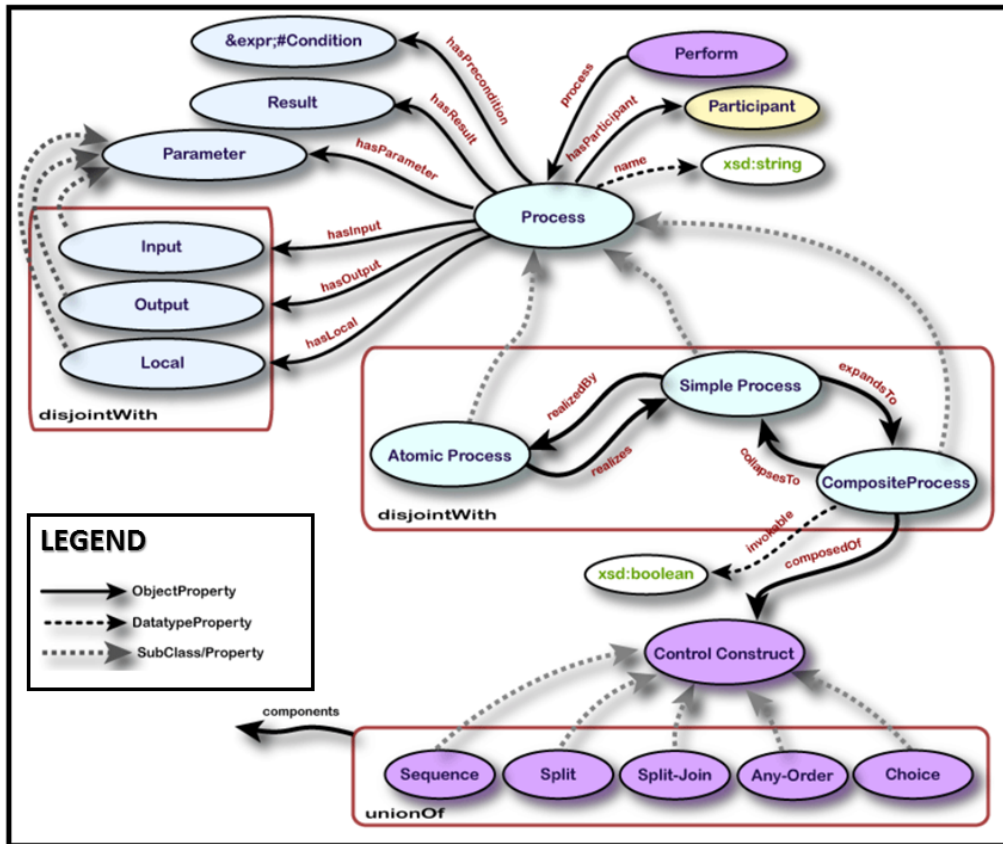 &expr;#Condition
Perform
Result
Participant
Parameter
xsd:string
Process
hasPrecondition
hasResult
hasParameter
process
hasParticipant
name
Input
Output
Local
disjointWith
hasInput
hasOutput
hasLocal
Simple Process
Atomic Process
CompositeProcess
realizedBy
realizes
expandsTo
collapsesTo
disjointWith
invokable
composedOf
xsd:boolean
LEGEND
ObjectProperty
DatatypeProperty
SubClass/Property
Control Construct
components
Sequence
Split
Split-Join
Any-Order
Choice
unionOf